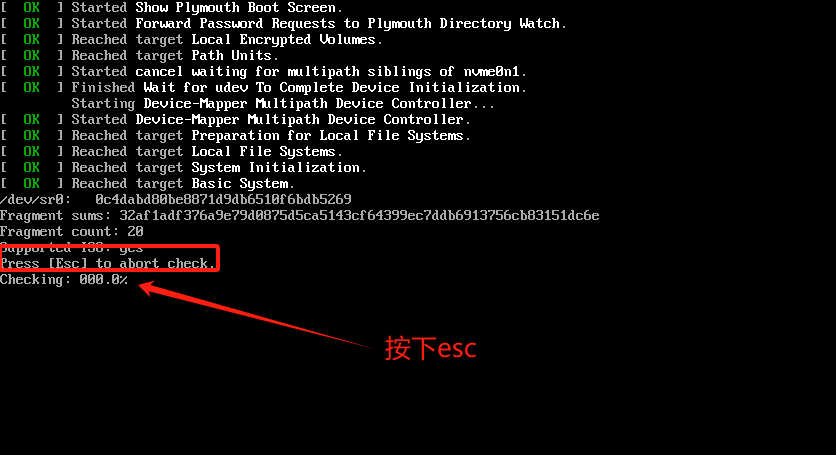 [  OK  ] Started Show Plymouth Boot Screen.
[  OK  ] Started Forward Password Requests to Plymouth Directory Watch.
[  OK  ] Reached target Local Encrypted Volumes.
[  OK  ] Reached target Path Units.
[  OK  ] Started cancel waiting for multipath siblings of nvme0n1.
[  OK  ] Finished Wait for udev To Complete Device Initialization.
         Starting Device-Mapper Multipath Device Controller...
[  OK  ] Started Device-Mapper Multipath Device Controller.
[  OK  ] Reached target Preparation for Local File Systems.
[  OK  ] Reached target Local File Systems.
[  OK  ] Reached target System Initialization.
[  OK  ] Reached target Basic System.
/dev/sr0:   0c4dabd80be8871d9db6510f6bdb5269
Fragment sums: 32af1adf376a9e79d0875d5ca5143cf64399ec7ddb6913756cb83151dc6e
Fragment count: 20
Supported ISO: yes
Press [Esc] to abort check.
Checking: 000.0%
按下esc